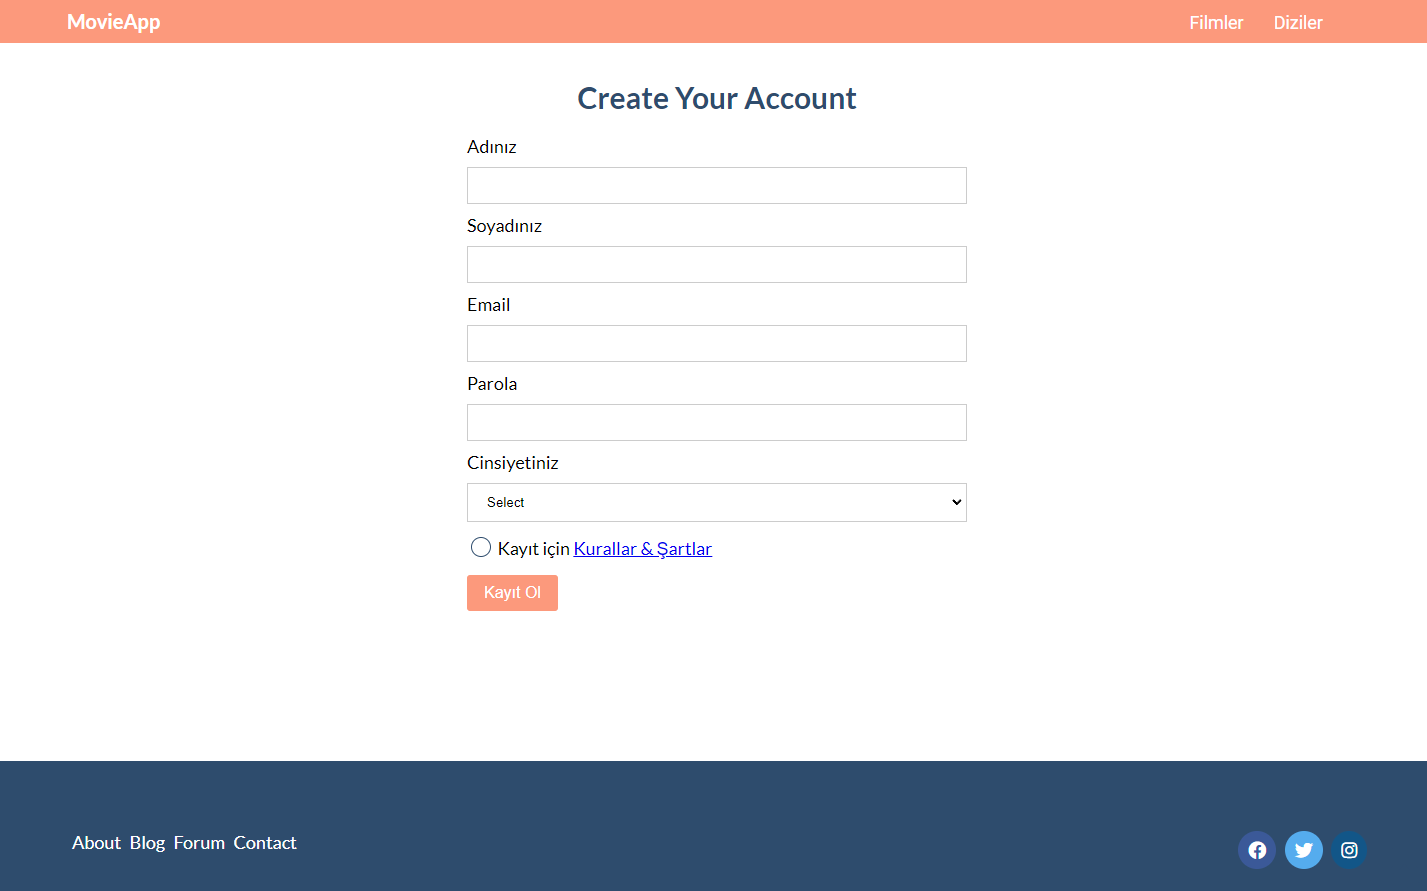 MovieApp Filmler Diziler
Create Your Account
Adınız
Soyadınız
Email
Parola
Cinsiyetiniz
Select
Kayıt için Kurallar & Şartlar
Kayıt Ol
About Blog Forum Contact